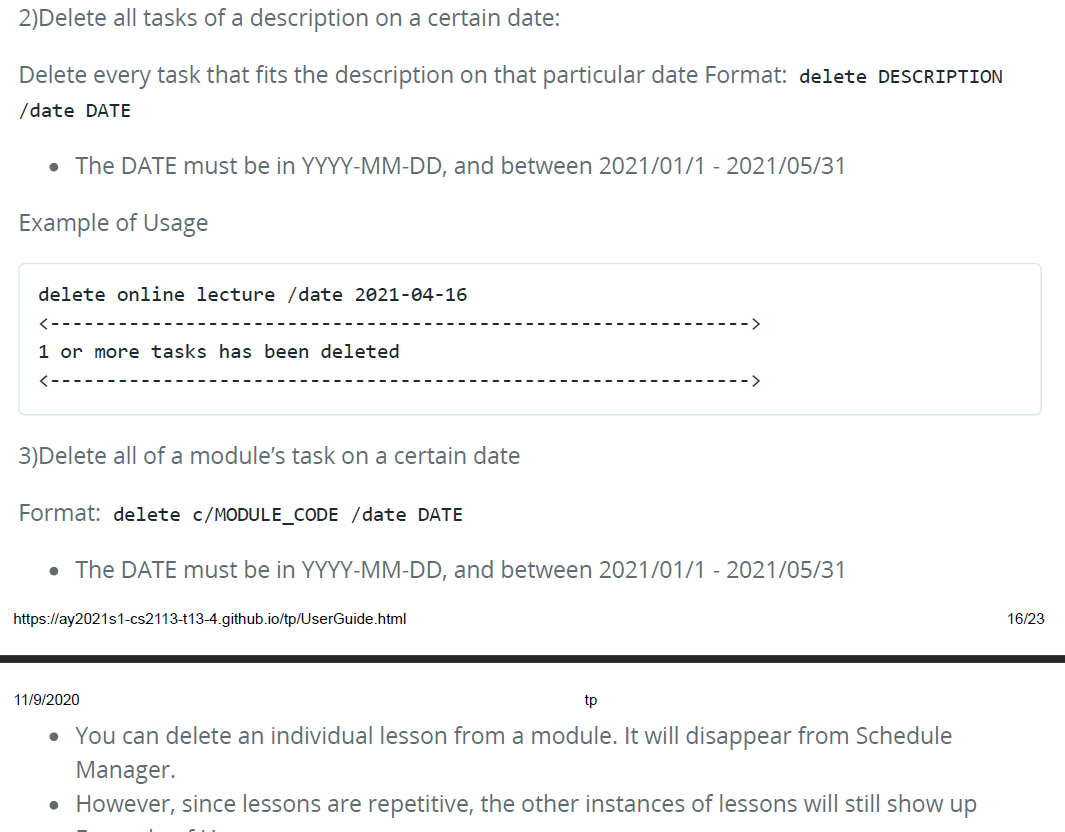 2)Delete all tasks of a description on a certain date:
Delete every task that fits the description on that particular date Format: delete DESCRIPTION
/date DATE
• The DATE must be in YYYY-MM-DD, and between 2021/01/1 - 2021/05/31
Example of Usage
delete online lecture /date 2021-04-16
<-------------------------------------------------------------->
1 or more tasks has been deleted
<-------------------------------------------------------------->
3)Delete all of a module’s task on a certain date
Format: delete c/MODULE_CODE /date DATE
• The DATE must be in YYYY-MM-DD, and between 2021/01/1 - 2021/05/31
https://ay2021s1-cs2113-t13-4.github.io/tp/UserGuide.html 16/23
11/9/2020 tp
• You can delete an individual lesson from a module. It will disappear from Schedule
Manager.
• However, since lessons are repetitive, the other instances of lessons will still show up